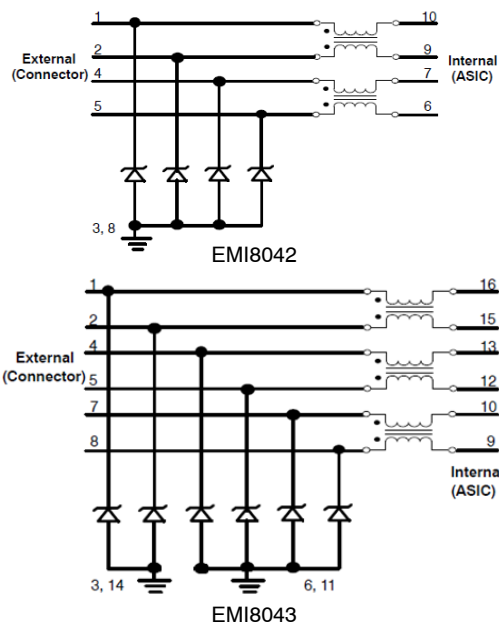 1
10
External
(Connector)
2
9
Internal
(ASIC)
4
7
5
6
3, 8
EMI8042
1
16
2
15
External
(Connector)
4
13
5
12
7
10
8
9
Interna
(ASIC)
3, 14
6, 11
EMI8043